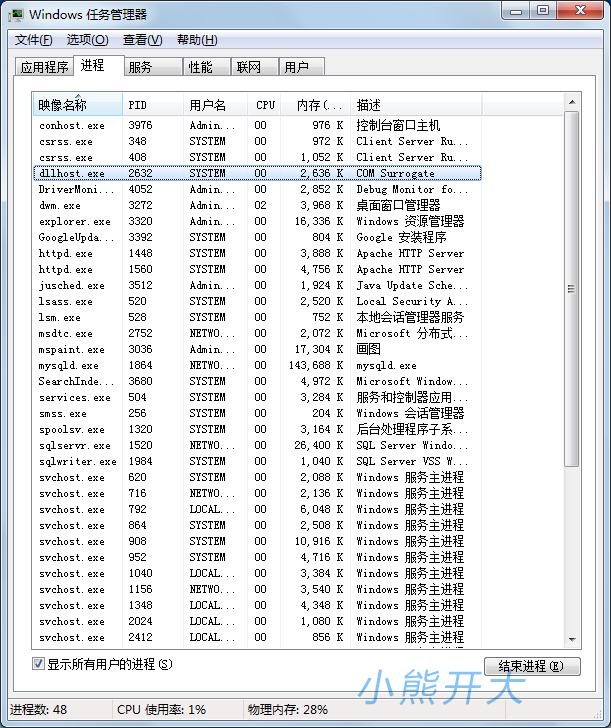 Windows 任务管理器
文件(F) 选项(O) 查看(V) 帮助(H)
应用程序 进程 服务 性能 联网 用户
映像名称 PID 用户名 CPU 内存(... 描述
conhost.exe 3976 Admin... 00 976 K 控制台窗口主机
csrss.exe 348 SYSTEM 00 972 K Client Server Ru...
csrss.exe 408 SYSTEM 00 1,052 K Client Server Ru...
dllhost.exe 2632 SYSTEM 00 2,636 K COM Surrogate
DriverMoni... 4052 Admin... 00 2,852 K Debug Monitor fo...
dwm.exe 3272 Admin... 02 3,968 K 桌面窗口管理器
explorer.exe 3320 Admin... 00 16,336 K Windows 资源管理器
GoogleUpda... 3392 SYSTEM 00 804 K Google 安装程序
httpd.exe 1448 SYSTEM 00 3,888 K Apache HTTP Server
httpd.exe 1560 SYSTEM 00 4,756 K Apache HTTP Server
jusched.exe 3512 Admin... 00 1,924 K Java Update Sche...
lsass.exe 520 SYSTEM 00 2,520 K Local Security A...
lsm.exe 528 SYSTEM 00 752 K 本地会话管理器服务
msdtc.exe 2752 NETWO... 00 2,072 K Microsoft 分布式...
mspaint.exe 3036 Admin... 00 17,304 K 画图
mysqld.exe 1864 NETWO... 00 143,688 K mysqld.exe
SearchInde... 3680 SYSTEM 00 4,972 K Microsoft Window...
services.exe 504 SYSTEM 00 3,284 K 服务和控制器应用...
smss.exe 256 SYSTEM 00 204 K Windows 会话管理器
spoolsv.exe 1320 SYSTEM 00 3,164 K 后台处理程序子系...
sqlservr.exe 1520 NETWO... 00 26,400 K SQL Server Windo...
sqlwriter.exe 1984 SYSTEM 00 1,040 K SQL Server VSS W...
svchost.exe 620 SYSTEM 00 2,088 K Windows 服务主进程
svchost.exe 716 NETWO... 00 2,136 K Windows 服务主进程
svchost.exe 792 LOCAL... 00 6,048 K Windows 服务主进程
svchost.exe 864 SYSTEM 00 2,508 K Windows 服务主进程
svchost.exe 908 SYSTEM 00 10,916 K Windows 服务主进程
svchost.exe 952 SYSTEM 00 4,716 K Windows 服务主进程
svchost.exe 1040 LOCAL... 00 3,384 K Windows 服务主进程
svchost.exe 1156 NETWO... 00 3,540 K Windows 服务主进程
svchost.exe 1348 LOCAL... 00 4,348 K Windows 服务主进程
svchost.exe 2024 LOCAL... 00 1,080 K Windows 服务主进程
svchost.exe 2412 LOCAL... 00 856 K Windows 服务主进程
显示所有用户的进程(S) 结束进程(E)
小熊开大
进程数: 48 CPU 使用率: 1% 物理内存: 28%